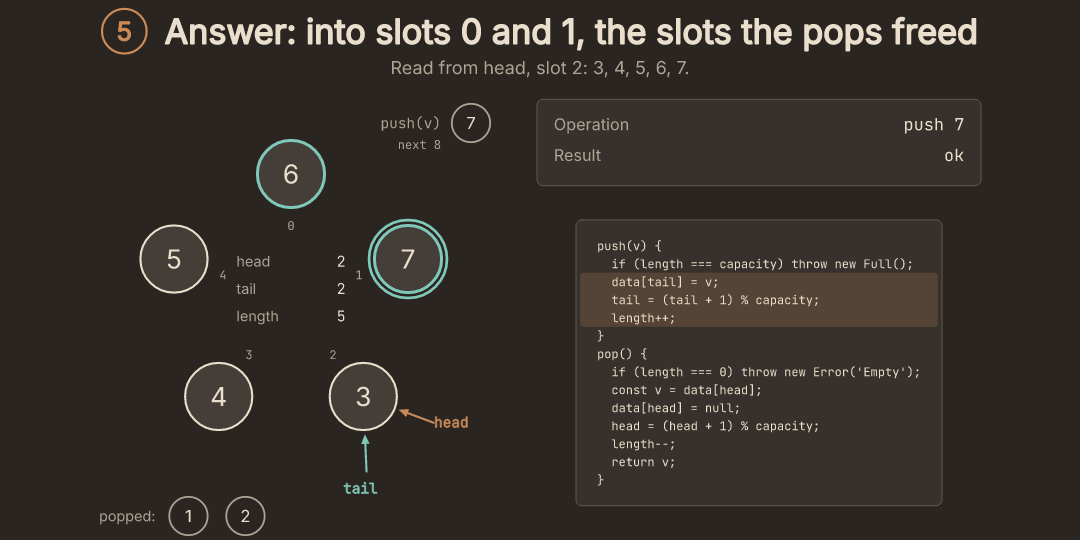 5 Answer: into slots 0 and 1, the slots the pops freed
Read from head, slot 2: 3, 4, 5, 6, 7.
push(v) 7
next 8
6
0
5
4
7
1
head 2
tail 2
length 5
3
2
4
3
head
tail
popped: 1 2
Operation push 7
Result ok
push(v) {
  if (length === capacity) throw new Full();
  data[tail] = v;
  tail = (tail + 1) % capacity;
  length++;
}
pop() {
  if (length === 0) throw new Error('Empty');
  const v = data[head];
  data[head] = null;
  head = (head + 1) % capacity;
  length--;
  return v;
}